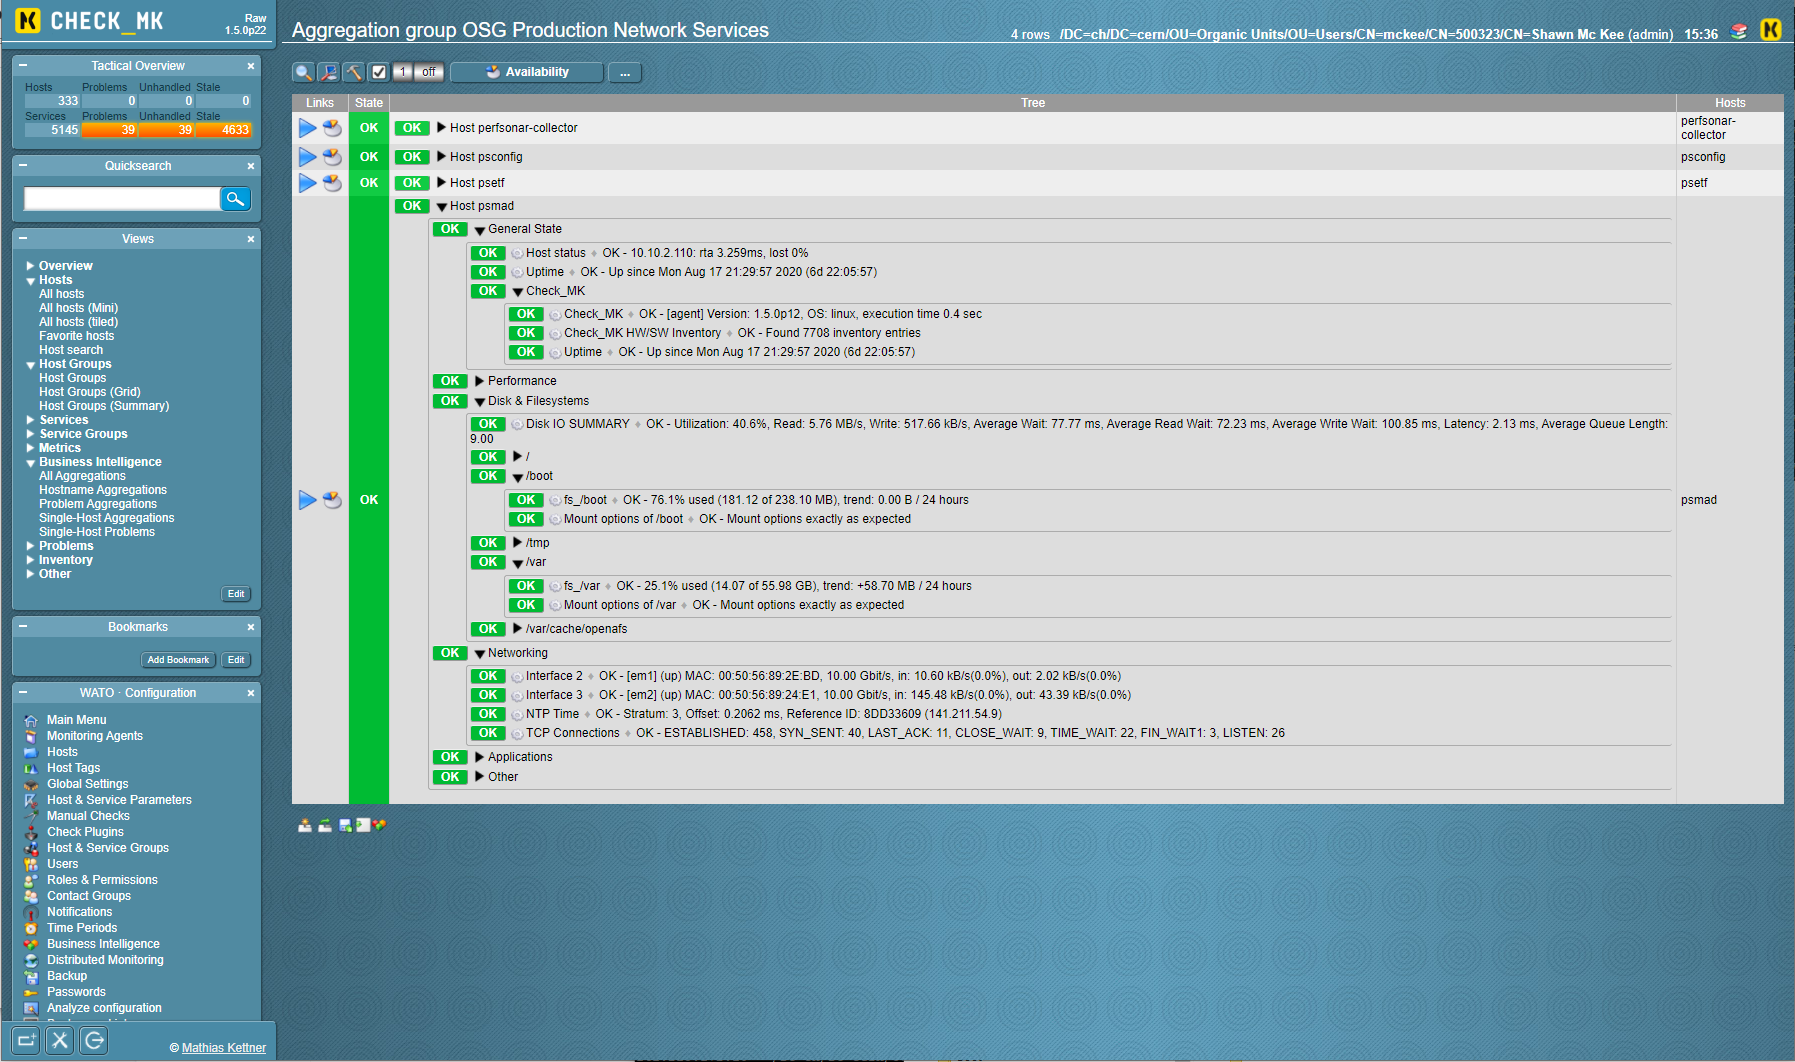 CHECK_MK
Raw
1.5.0p22
Tactical Overview
Hosts Problems Unhandled Stale
333 0 0 0
Services Problems Unhandled Stale
5145 39 39 4633
Quicksearch
Views
Overview
Hosts
All hosts
All hosts (Mini)
All hosts (tiled)
Favorite hosts
Host search
Host Groups
Host Groups
Host Groups (Grid)
Host Groups (Summary)
Services
Service Groups
Metrics
Business Intelligence
All Aggregations
Hostname Aggregations
Problem Aggregations
Single-Host Aggregations
Single-Host Problems
Problems
Inventory
Other
Edit
Bookmarks
Add Bookmark Edit
WATO · Configuration
Main Menu
Monitoring Agents
Hosts
Host Tags
Global Settings
Host & Service Parameters
Manual Checks
Check Plugins
Host & Service Groups
Users
Roles & Permissions
Contact Groups
Notifications
Time Periods
Business Intelligence
Distributed Monitoring
Backup
Passwords
Analyze configuration
© Mathias Kettner
Aggregation group OSG Production Network Services
4 rows /DC=ch/DC=cern/OU=Organic Units/OU=Users/CN=mckee/CN=500323/CN=Shawn Mc Kee (admin) 15:36
1 off Availability ...
Links State Tree Hosts
OK OK Host perfsonar-collector perfsonar-
collector
OK OK Host psconfig psconfig
OK OK Host psetf psetf
OK Host psmad
OK General State
OK Host status OK - 10.10.2.110: rta 3.259ms, lost 0%
OK Uptime OK - Up since Mon Aug 17 21:29:57 2020 (6d 22:05:57)
OK Check_MK
OK Check_MK OK - [agent] Version: 1.5.0p12, OS: linux, execution time 0.4 sec
OK Check_MK HW/SW Inventory OK - Found 7708 inventory entries
OK Uptime OK - Up since Mon Aug 17 21:29:57 2020 (6d 22:05:57)
OK Performance
OK Disk & Filesystems
OK Disk IO SUMMARY OK - Utilization: 40.6%, Read: 5.76 MB/s, Write: 517.66 kB/s, Average Wait: 77.77 ms, Average Read Wait: 72.23 ms, Average Write Wait: 100.85 ms, Latency: 2.13 ms, Average Queue Length:
9.00
OK /
OK /boot
OK OK fs_/boot OK - 76.1% used (181.12 of 238.10 MB), trend: 0.00 B / 24 hours psmad
OK Mount options of /boot OK - Mount options exactly as expected
OK /tmp
OK /var
OK fs_/var OK - 25.1% used (14.07 of 55.98 GB), trend: +58.70 MB / 24 hours
OK Mount options of /var OK - Mount options exactly as expected
OK /var/cache/openafs
OK Networking
OK Interface 2 OK - [em1] (up) MAC: 00:50:56:89:2E:BD, 10.00 Gbit/s, in: 10.60 kB/s(0.0%), out: 2.02 kB/s(0.0%)
OK Interface 3 OK - [em2] (up) MAC: 00:50:56:89:24:E1, 10.00 Gbit/s, in: 145.48 kB/s(0.0%), out: 43.39 kB/s(0.0%)
OK NTP Time OK - Stratum: 3, Offset: 0.2062 ms, Reference ID: 8DD33609 (141.211.54.9)
OK TCP Connections OK - ESTABLISHED: 458, SYN_SENT: 40, LAST_ACK: 11, CLOSE_WAIT: 9, TIME_WAIT: 22, FIN_WAIT1: 3, LISTEN: 26
OK Applications
OK Other